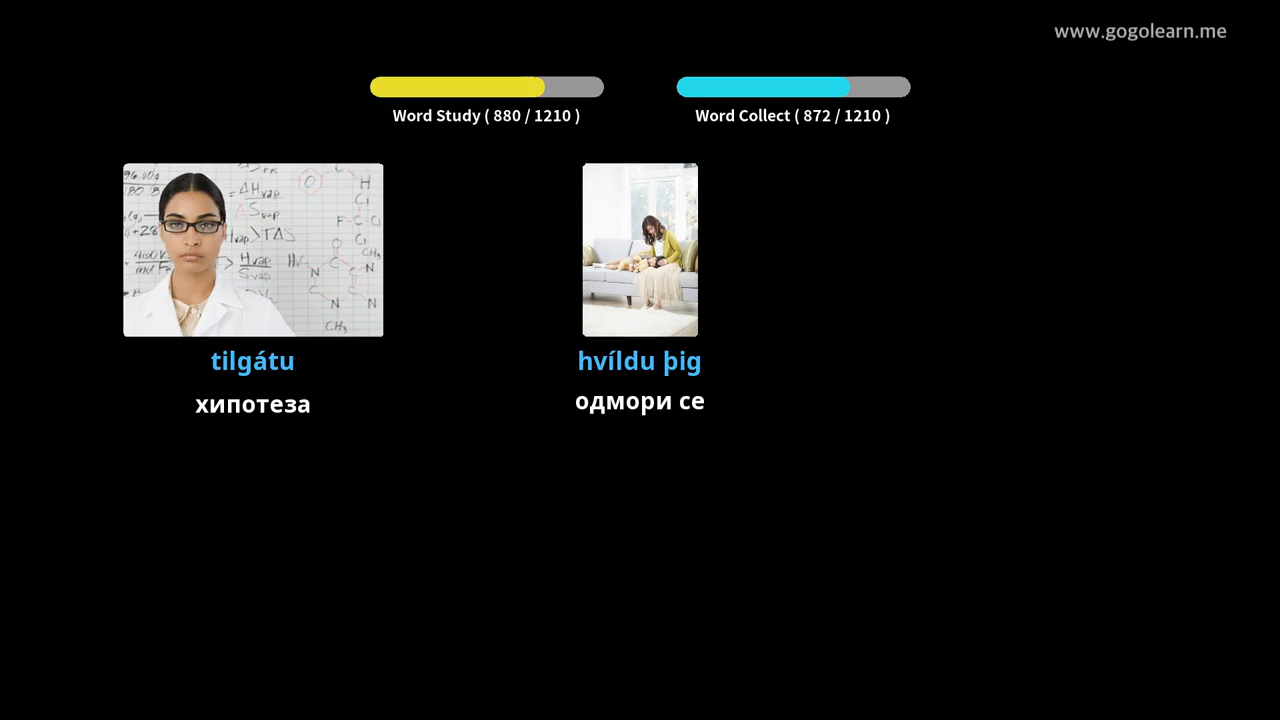 www.gogolearn.me
Word Study ( 880 / 1210 )
Word Collect ( 872 / 1210 )
tilgátu
хипотеза
hvíldu þig
одмори се